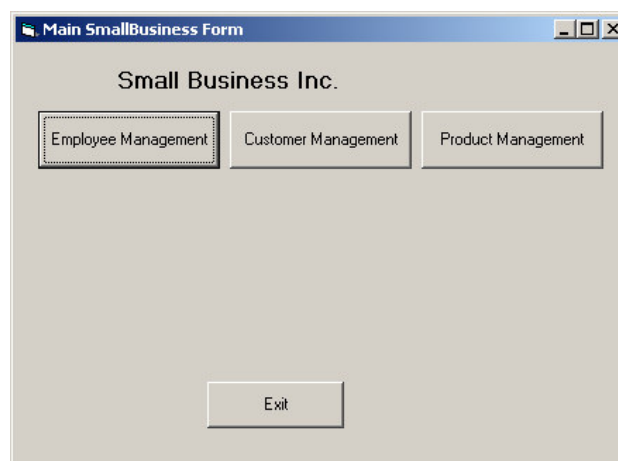 Main SmallBusiness Form
Small Business Inc.
Employee Management Customer Management Product Management
Exit